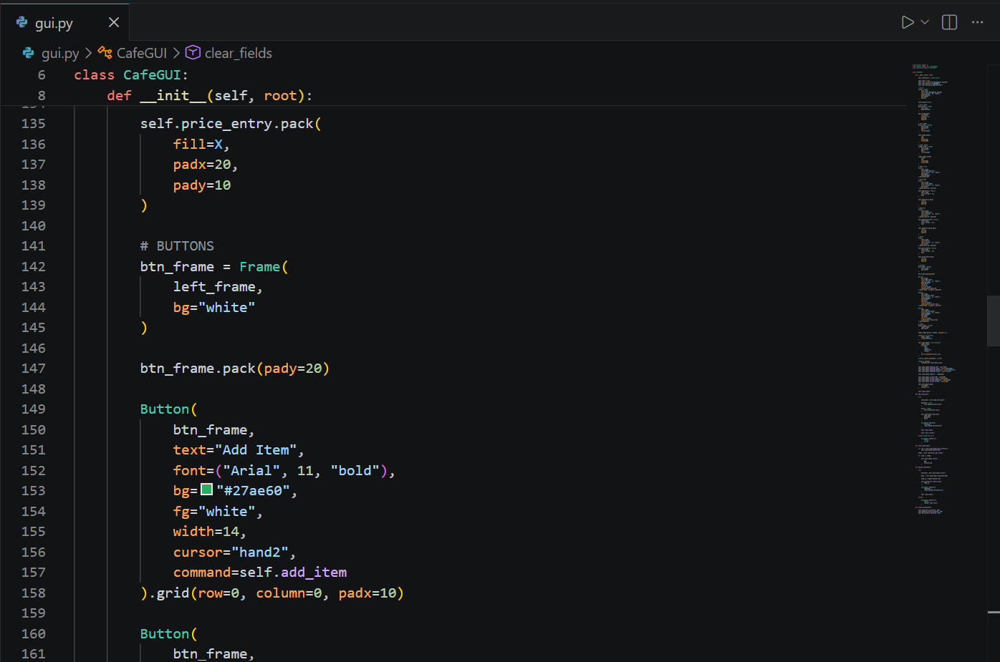 gui.py
gui.py > CafeGUI > clear_fields
6 class CafeGUI:
8 def __init__(self, root):
135 self.price_entry.pack(
136 fill=X,
137 padx=20,
138 pady=10
139 )
140
141 # BUTTONS
142 btn_frame = Frame(
143 left_frame,
144 bg="white"
145 )
146
147 btn_frame.pack(pady=20)
148
149 Button(
150 btn_frame,
151 text="Add Item",
152 font=("Arial", 11, "bold"),
153 bg="#27ae60",
154 fg="white",
155 width=14,
156 cursor="hand2",
157 command=self.add_item
158 ).grid(row=0, column=0, padx=10)
159
160 Button(
161 btn_frame,